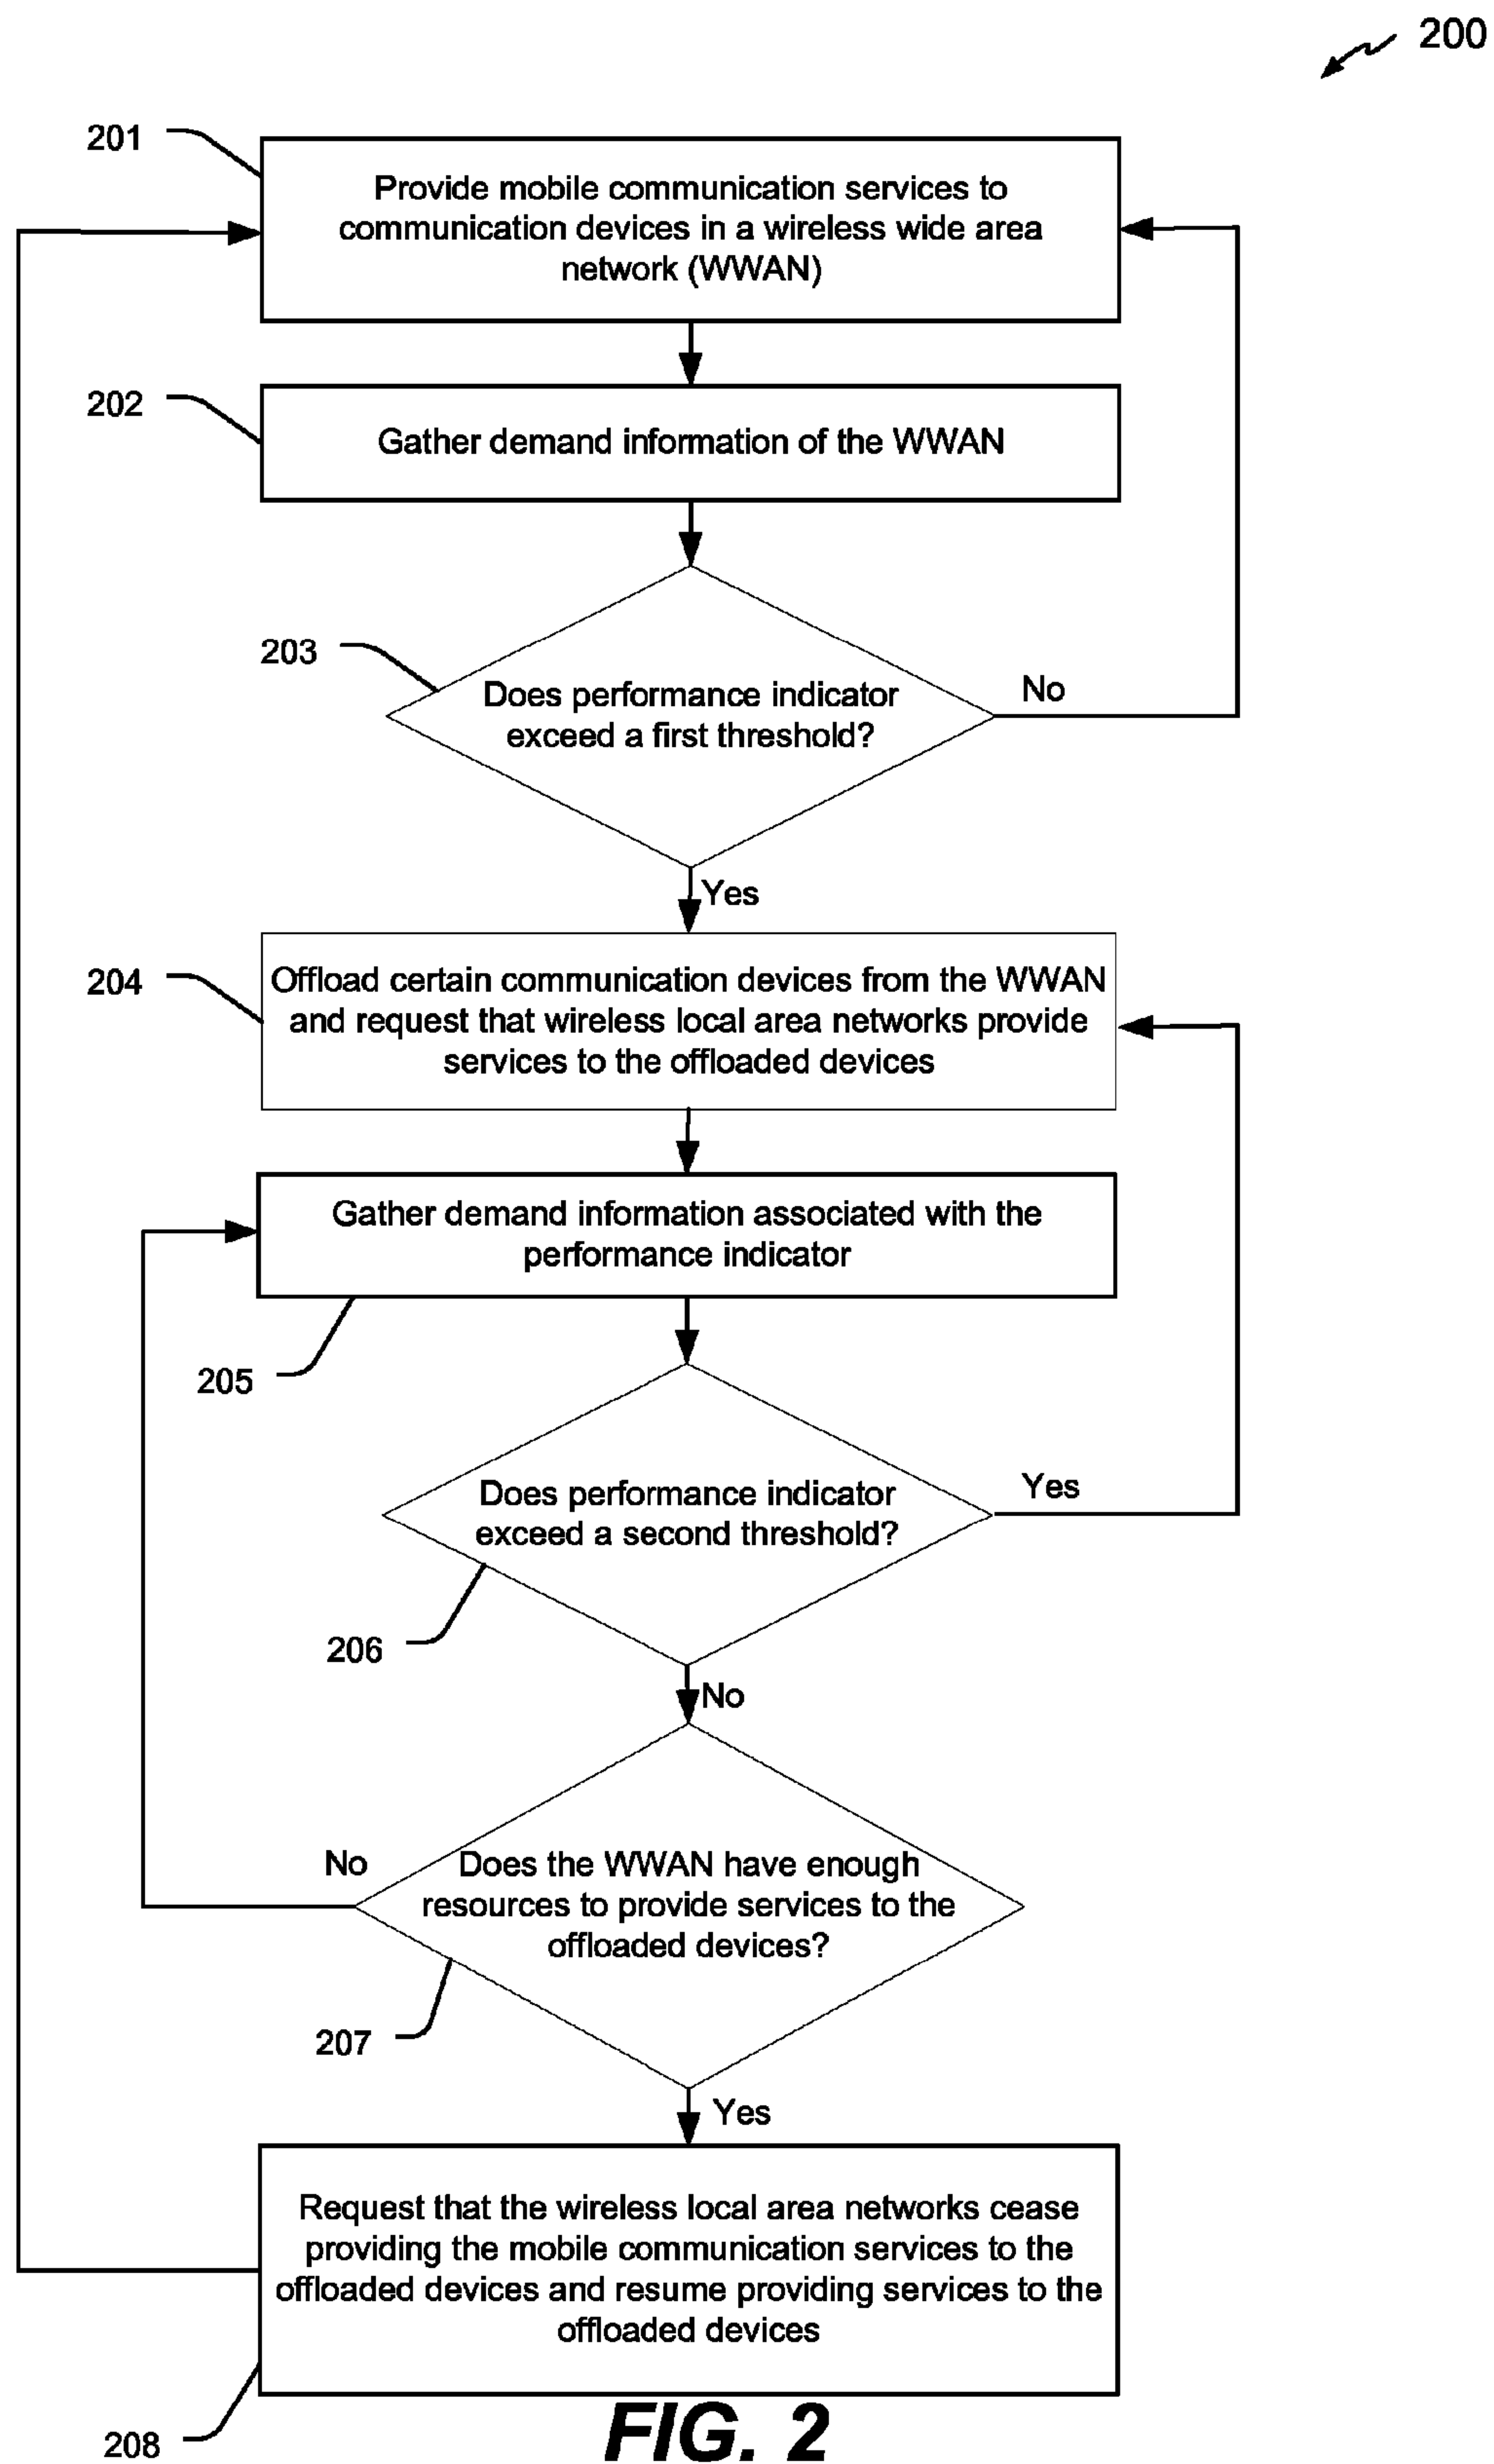 200
201
Provide mobile communication services to
communication devices in a wireless wide area
network (WWAN)
202
Gather demand information of the WWAN
203
Does performance indicator
exceed a first threshold?
No
Yes
204
Offload certain communication devices from the WWAN
and request that wireless local area networks provide
services to the offloaded devices
Gather demand information associated with the
performance indicator
205
Does performance indicator
exceed a second threshold?
Yes
206
No
Does the WWAN have enough
resources to provide services to the
offloaded devices?
No
207
Yes
Request that the wireless local area networks cease
providing the mobile communication services to the
offloaded devices and resume providing services to the
offloaded devices
208
FIG. 2